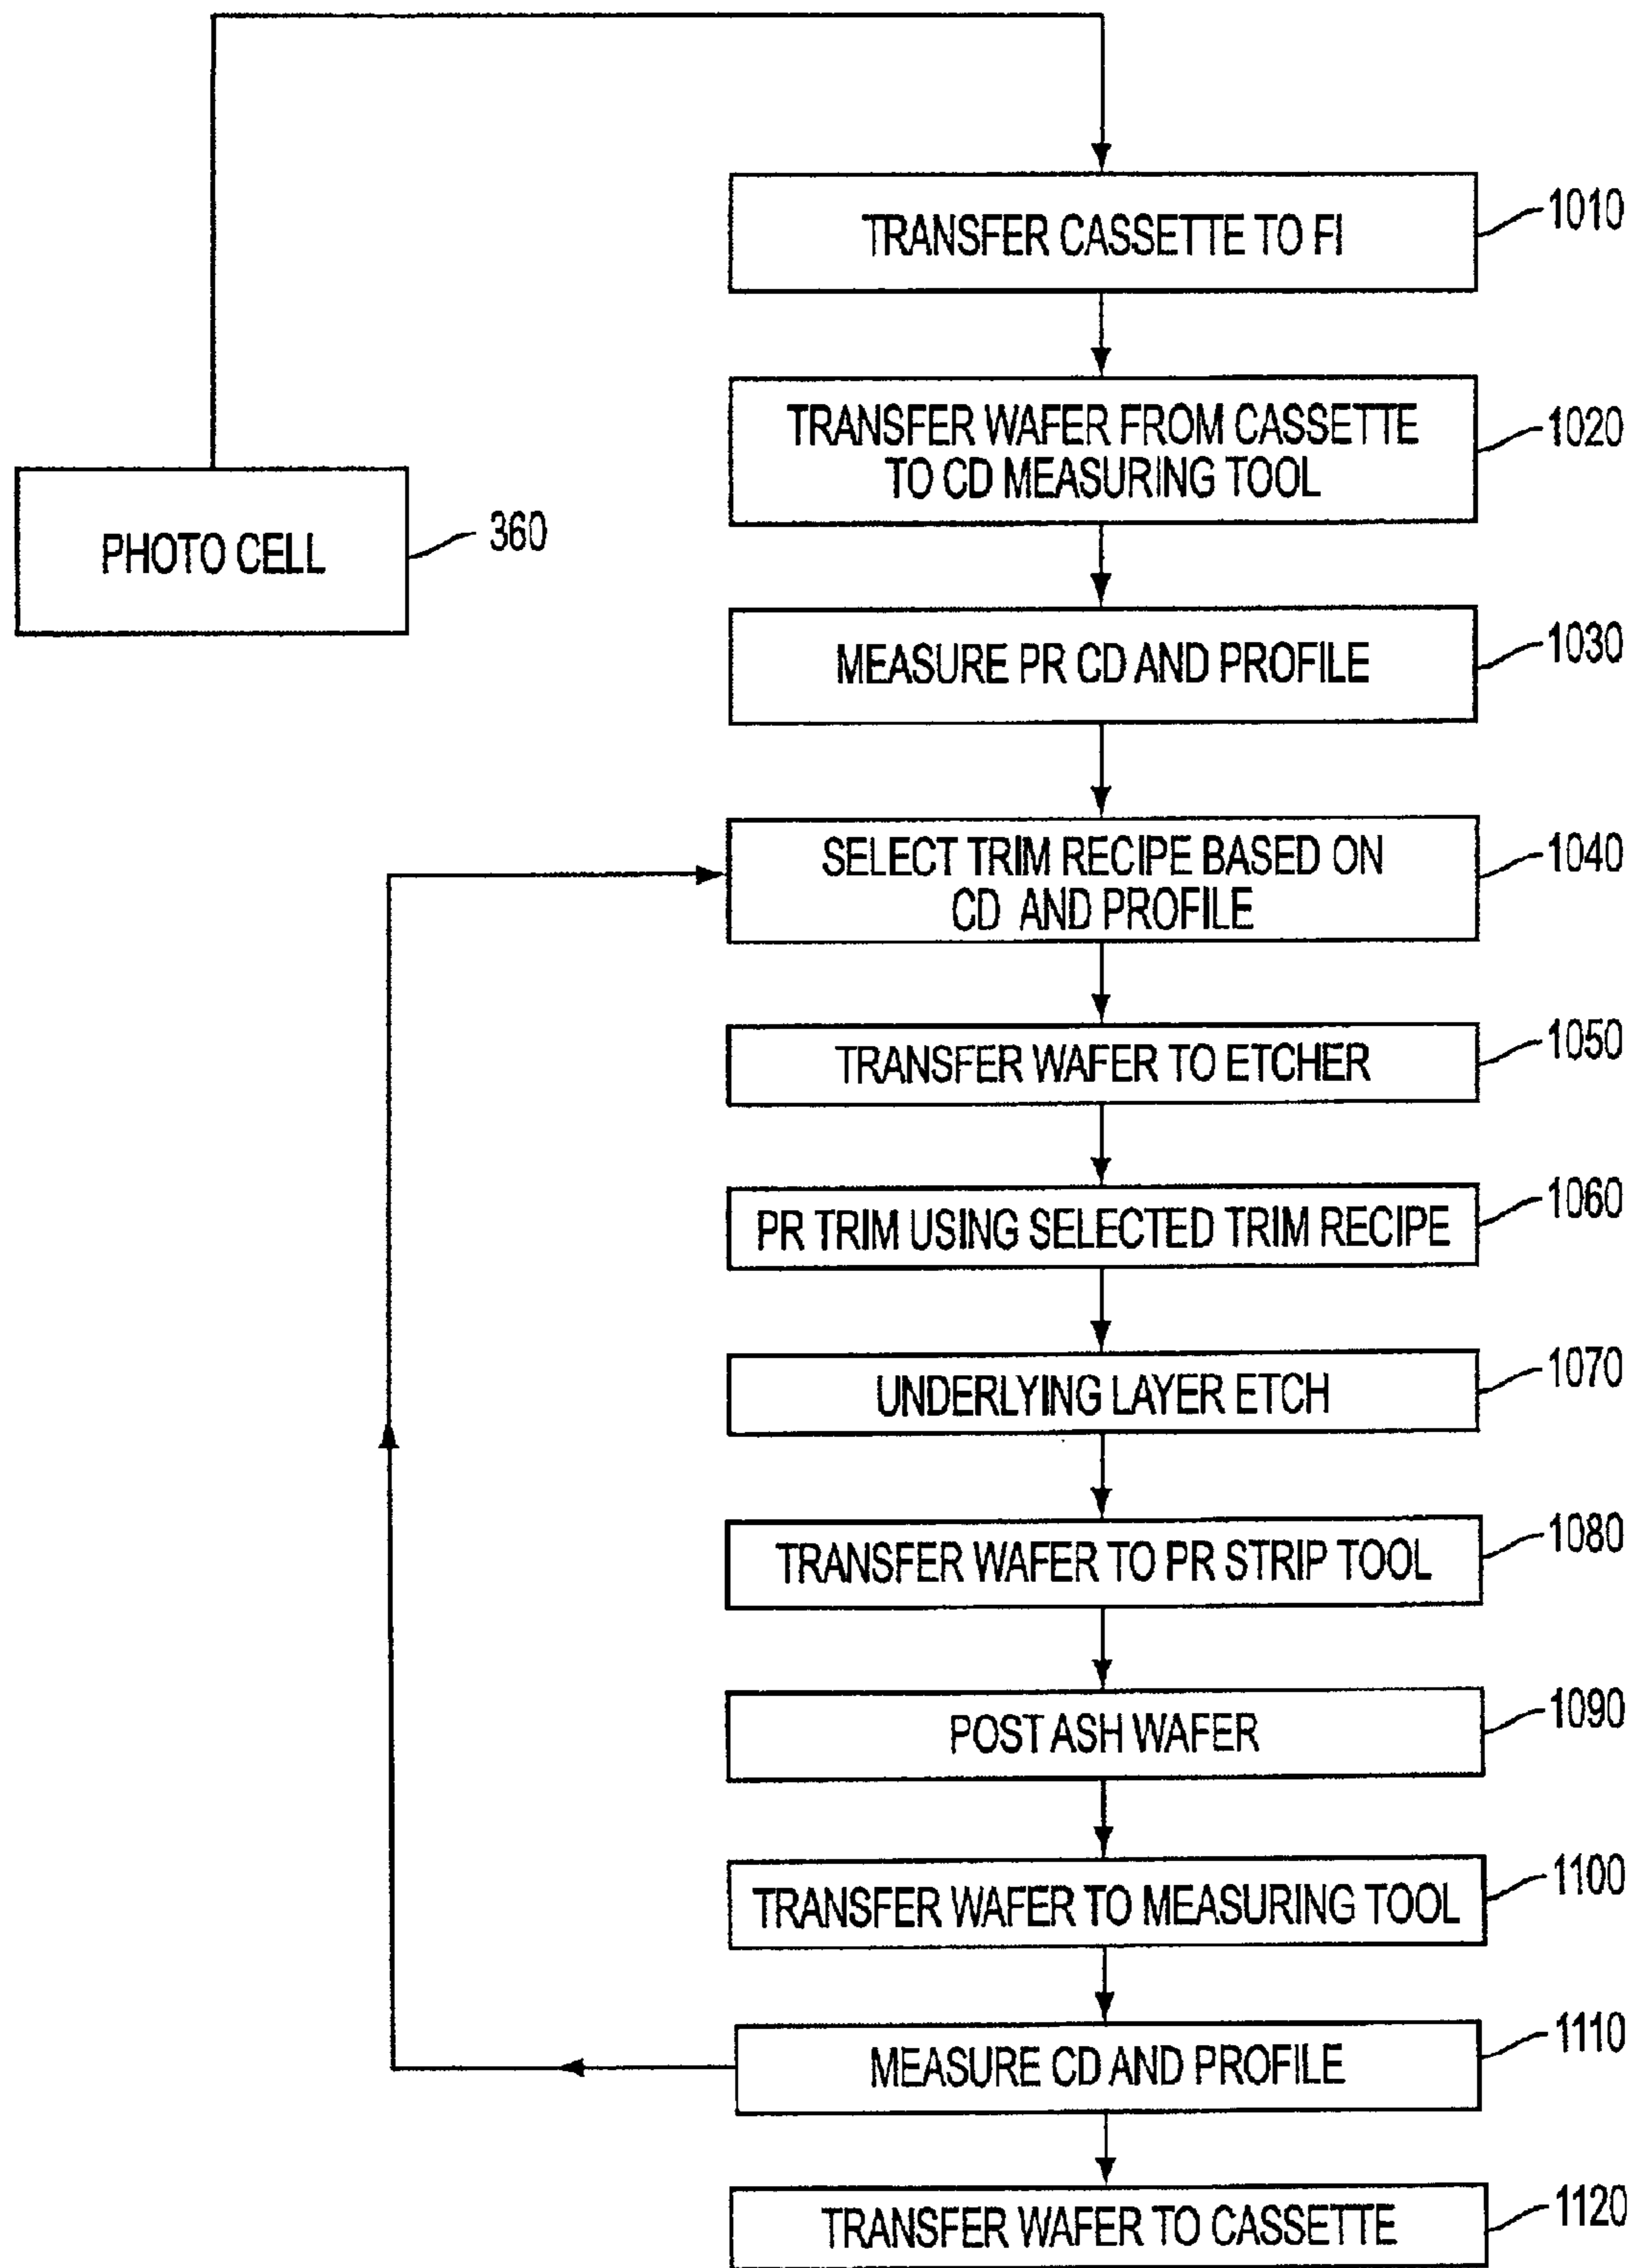 TRANSFER CASSETTE TO FI
1010
TRANSFER WAFER FROM CASSETTE
TO CD MEASURING TOOL
1020
PHOTO CELL
360
MEASURE PR CD AND PROFILE
1030
SELECT TRIM RECIPE BASED ON
CD AND PROFILE
1040
TRANSFER WAFER TO ETCHER
1050
PR TRIM USING SELECTED TRIM RECIPE
1060
UNDERLYING LAYER ETCH
1070
TRANSFER WAFER TO PR STRIP TOOL
1080
POST ASH WAFER
1090
TRANSFER WAFER TO MEASURING TOOL
1100
MEASURE CD AND PROFILE
1110
TRANSFER WAFER TO CASSETTE
1120